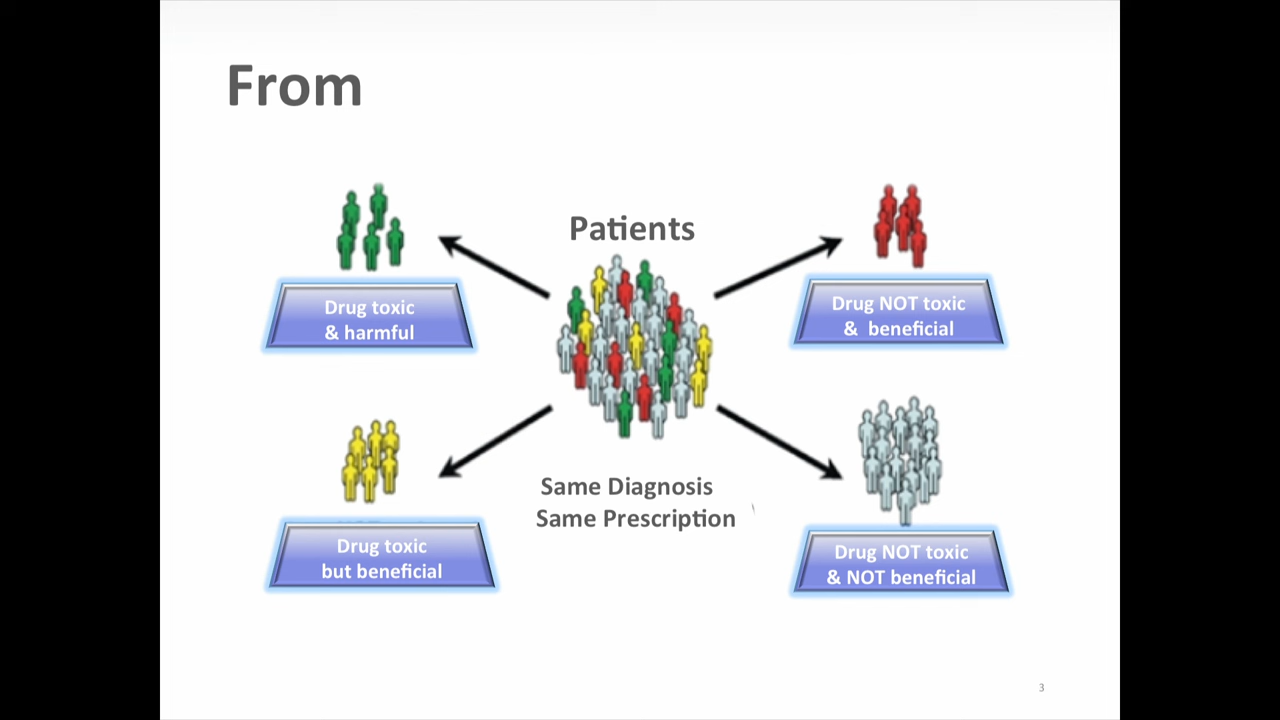 From
Patients
Drug toxic
& harmful
Drug NOT toxic
& beneficial
Same Diagnosis
Same Prescription
Drug toxic
but beneficial
Drug NOT toxic
& NOT beneficial
3